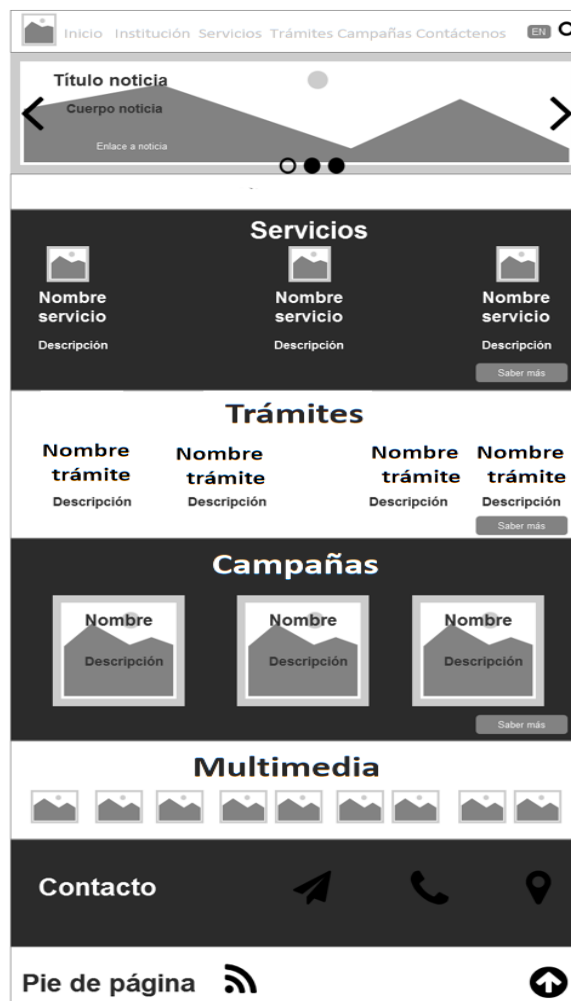 Inicio Institución Servicios Trámites Campañas Contáctenos EN
Título noticia
Cuerpo noticia
Enlace a noticia
Servicios
Nombre servicio
Nombre servicio
Nombre servicio
Descripción
Descripción
Descripción
Saber más
Trámites
Nombre trámite
Nombre trámite
Nombre trámite
Nombre trámite
Descripción
Descripción
Descripción
Descripción
Saber más
Campañas
Nombre
Descripción
Nombre
Descripción
Nombre
Descripción
Saber más
Multimedia
Contacto
Pie de página